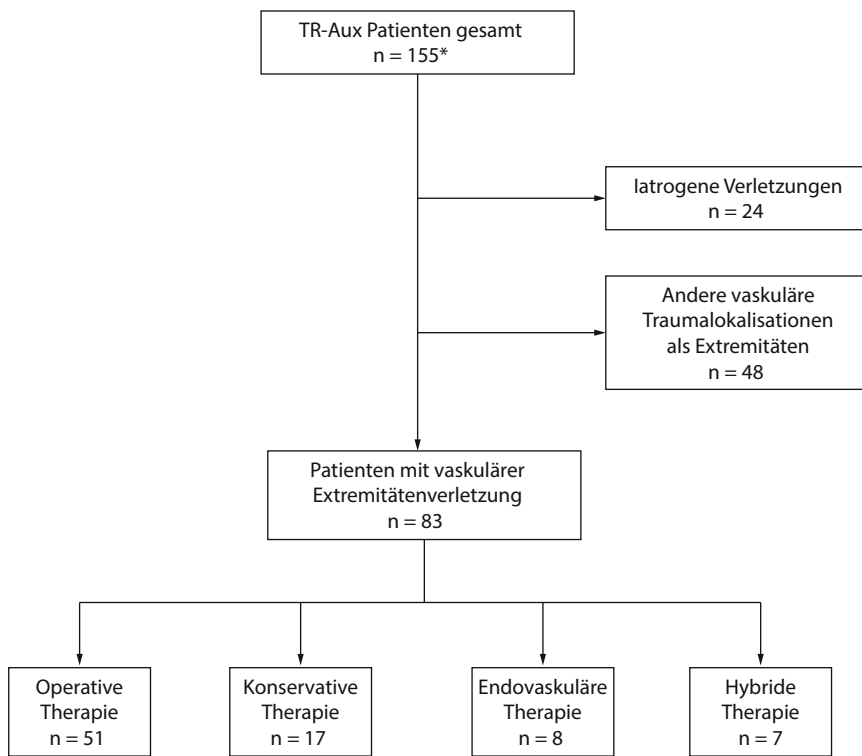 TR-Aux Patienten gesamt
n = 155*
Iatrogene Verletzungen
n = 24
Andere vaskuläre
Traumalokalisationen
als Extremitäten
n = 48
Patienten mit vaskulärer
Extremitätenverletzung
n = 83
Operative
Therapie
n = 51
Konservative
Therapie
n = 17
Endovaskuläre
Therapie
n = 8
Hybride
Therapie
n = 7